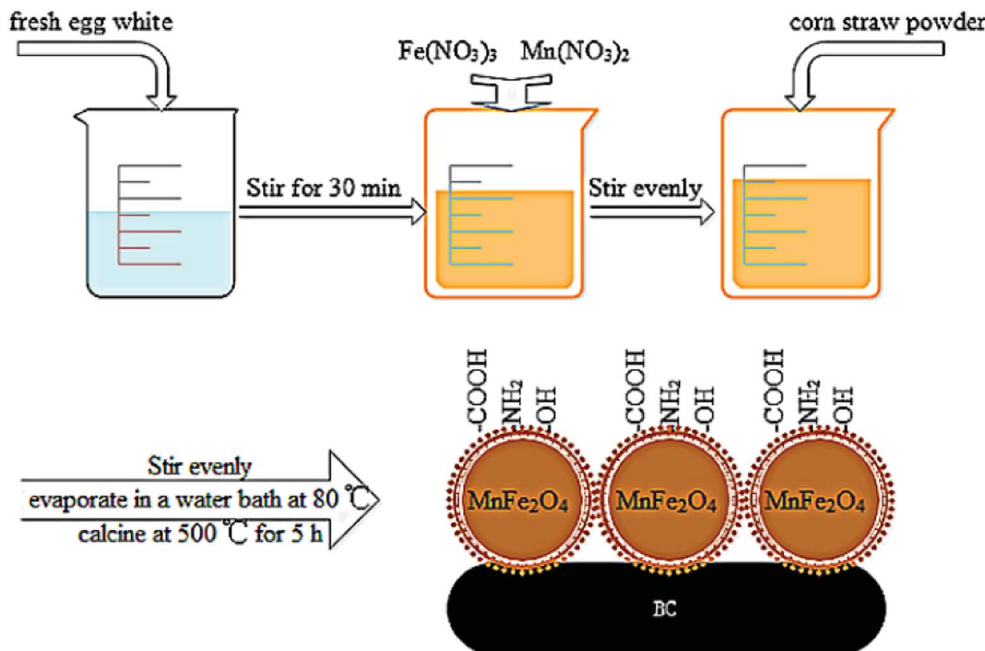 fresh egg white
Fe(NO₃)₃ Mn(NO₃)₂
corn straw powder
Stir for 30 min
Stir evenly
-COOH
-NH₂
-OH
-COOH
-NH₂
-OH
-COOH
-NH₂
-OH
Stir evenly
evaporate in a water bath at 80 ℃
calcine at 500 ℃ for 5 h
MnFe₂O₄
MnFe₂O₄
MnFe₂O₄
BC